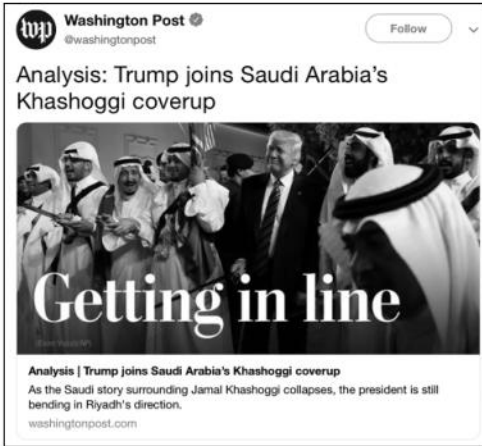 wp
Washington Post
@washingtonpost
Follow
Analysis: Trump joins Saudi Arabia's
Khashoggi coverup
Getting in line
Analysis | Trump joins Saudi Arabia's Khashoggi coverup
As the Saudi story surrounding Jamal Khashoggi collapses, the president is still
bending in Riyadh's direction.
washingtonpost.com